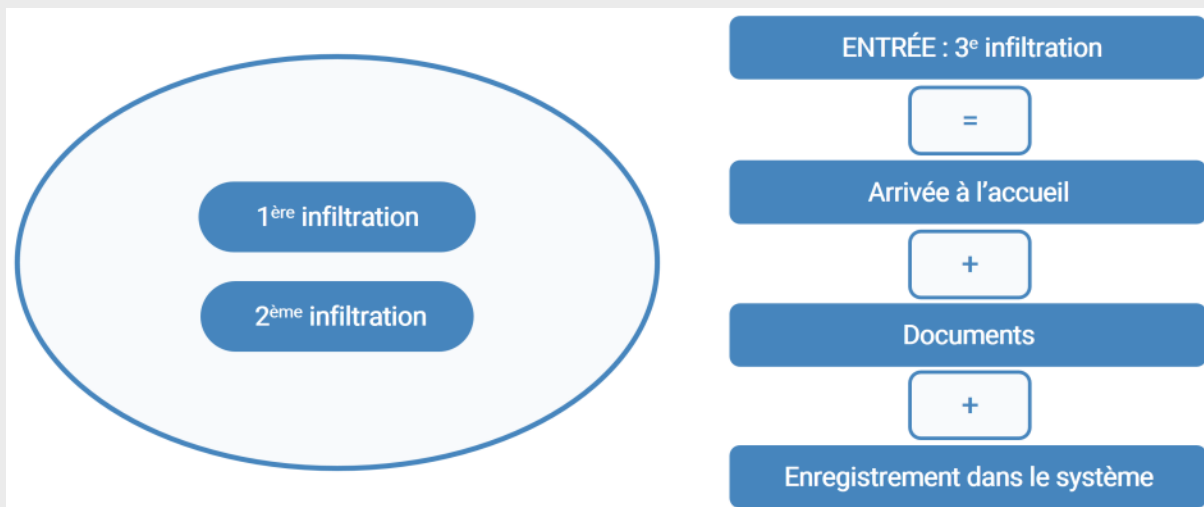 1ère infiltration
2ème infiltration
ENTRÉE : 3e infiltration
=
Arrivée à l’accueil
+
Documents
+
Enregistrement dans le système